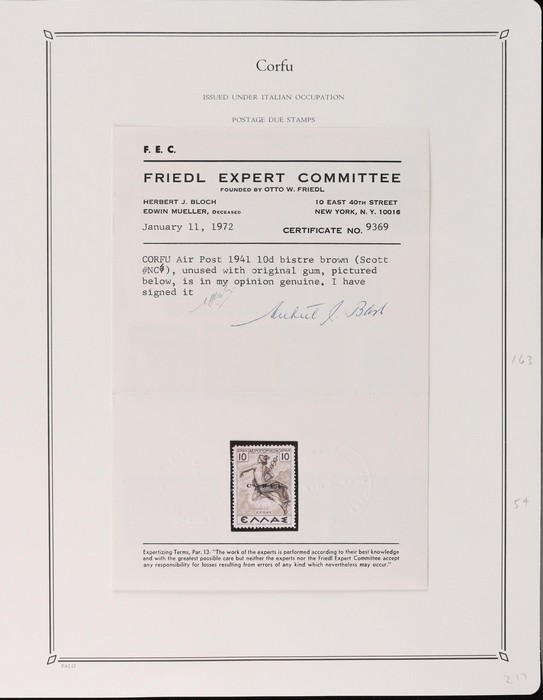 Corfu
ISSUED UNDER ITALIAN OCCUPATION
POSTAGE DUE STAMPS
F. E. C.
FRIEDL EXPERT COMMITTEE
FOUNDED BY OTTO W. FRIEDL
HERBERT J. BLOCH
10 EAST 40TH STREET
EDWIN MUELLER, DECEASED
NEW YORK, N. Y. 10016
January 11, 1972
CERTIFICATE NO. 9369
CORFU Air Post 1941 10d bistre brown (Scott
#NC), unused with original gum, pictured
below, is in my opinion genuine. I have
signed it
Herbert J. Bloch
163
10 10
ΕΛΛΑΣ
54
Expertizing Terms, Par. 13: "The work of the experts is performed according to their best knowledge
and with the greatest possible care but neither the experts nor the Friedl Expert Committee accept
any responsibility for losses resulting from errors of any kind which nevertheless may occur."
PALO
217